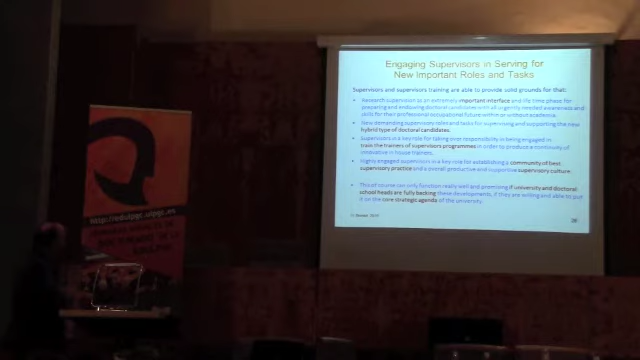 Engaging Supervisors in Serving for
New Important Roles and Tasks
Supervisors and supervisors training are able to provide solid grounds for that:
Research supervision as an extremely important interface and life time phase for
preparing and endouring doctoral candidates with all urgently needed awareness and
skills for their professional occupational future within or without academia.
New demanding supervisory roles and tasks for supervising and supporting the new
hybrid type of doctoral candidates.
Supervisors in a key role for taking over responsibility in being engaged in
train the trainers of supervisors programmes in order to produce a continuity of
innovative in house trainers.
Highly engaged supervisors in a key role for establishing a community of best
supervisory practice and a overall productive and supportive supervisory culture.
This of course can only function really well and promising if university and doctoral
school heads are fully backing these developments, if they are willing and able to put
it on the core strategic agenda of the university.
36